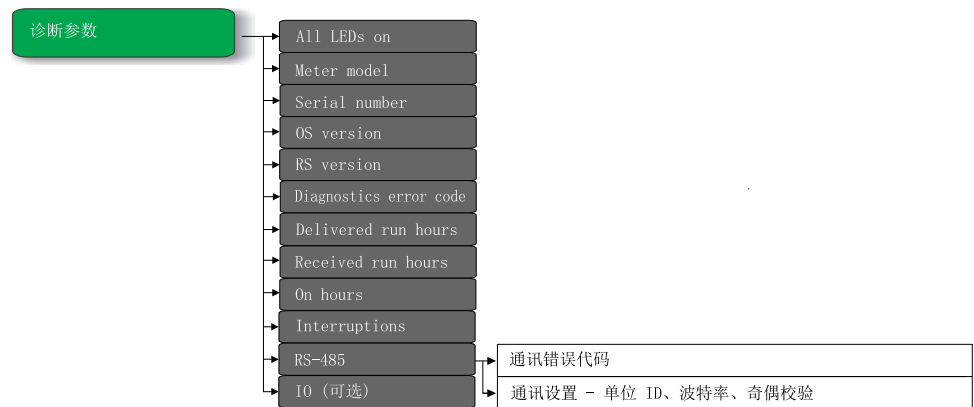 诊断参数
All LEDs on
Meter model
Serial number
OS version
RS version
Diagnostics error code
Delivered run hours
Received run hours
On hours
Interruptions
RS-485
通讯错误代码
IO (可选)
通讯设置 - 单位 ID、波特率、奇偶校验